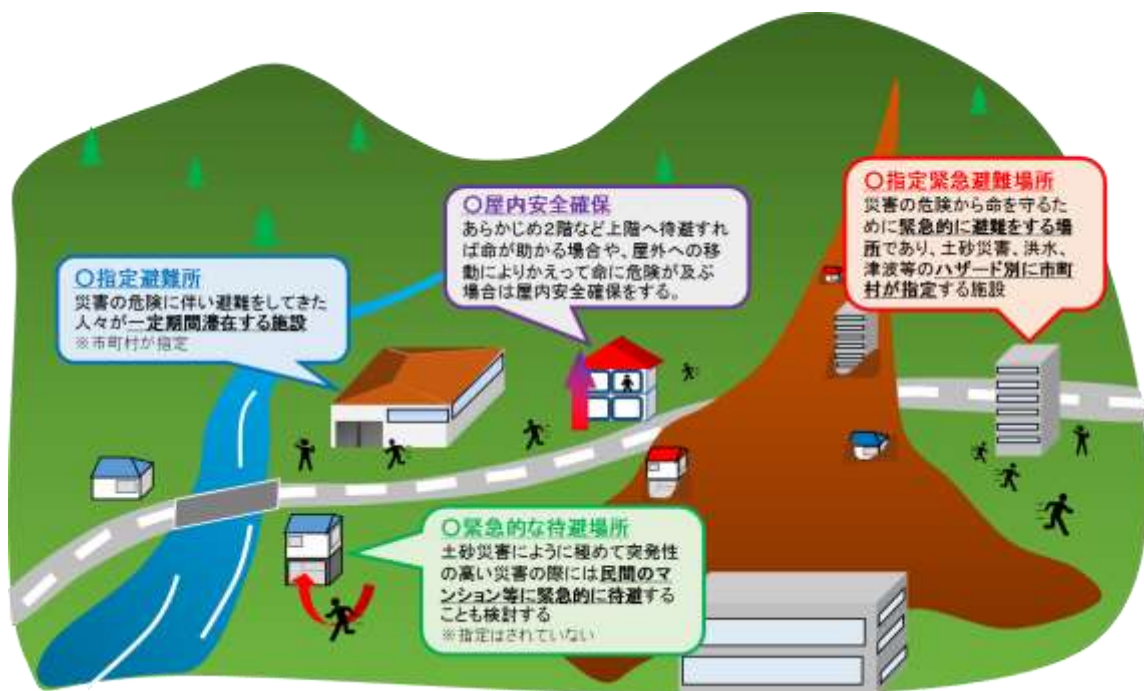 〇指定避難所
災害の危険に伴い避難をしてきた
人々が一定期間滞在する施設
※市町村が指定
〇屋内安全確保
あらかじめ2階など上階へ待避すれ
ば命が助かる場合や、屋外への移
動によりかえって命に危険が及ぶ
場合は屋内安全確保をする。
〇指定緊急避難場所
災害の危険から命を守るた
めに緊急的に避難をする場
所であり、土砂災害、洪水、
津波等のハザード別に市町
村が指定する施設
〇緊急的な待避場所
土砂災害にように極めて突発性
の高い災害の際には民間のマ
ンション等に緊急的に待避する
ことも検討する
※指定はされていない